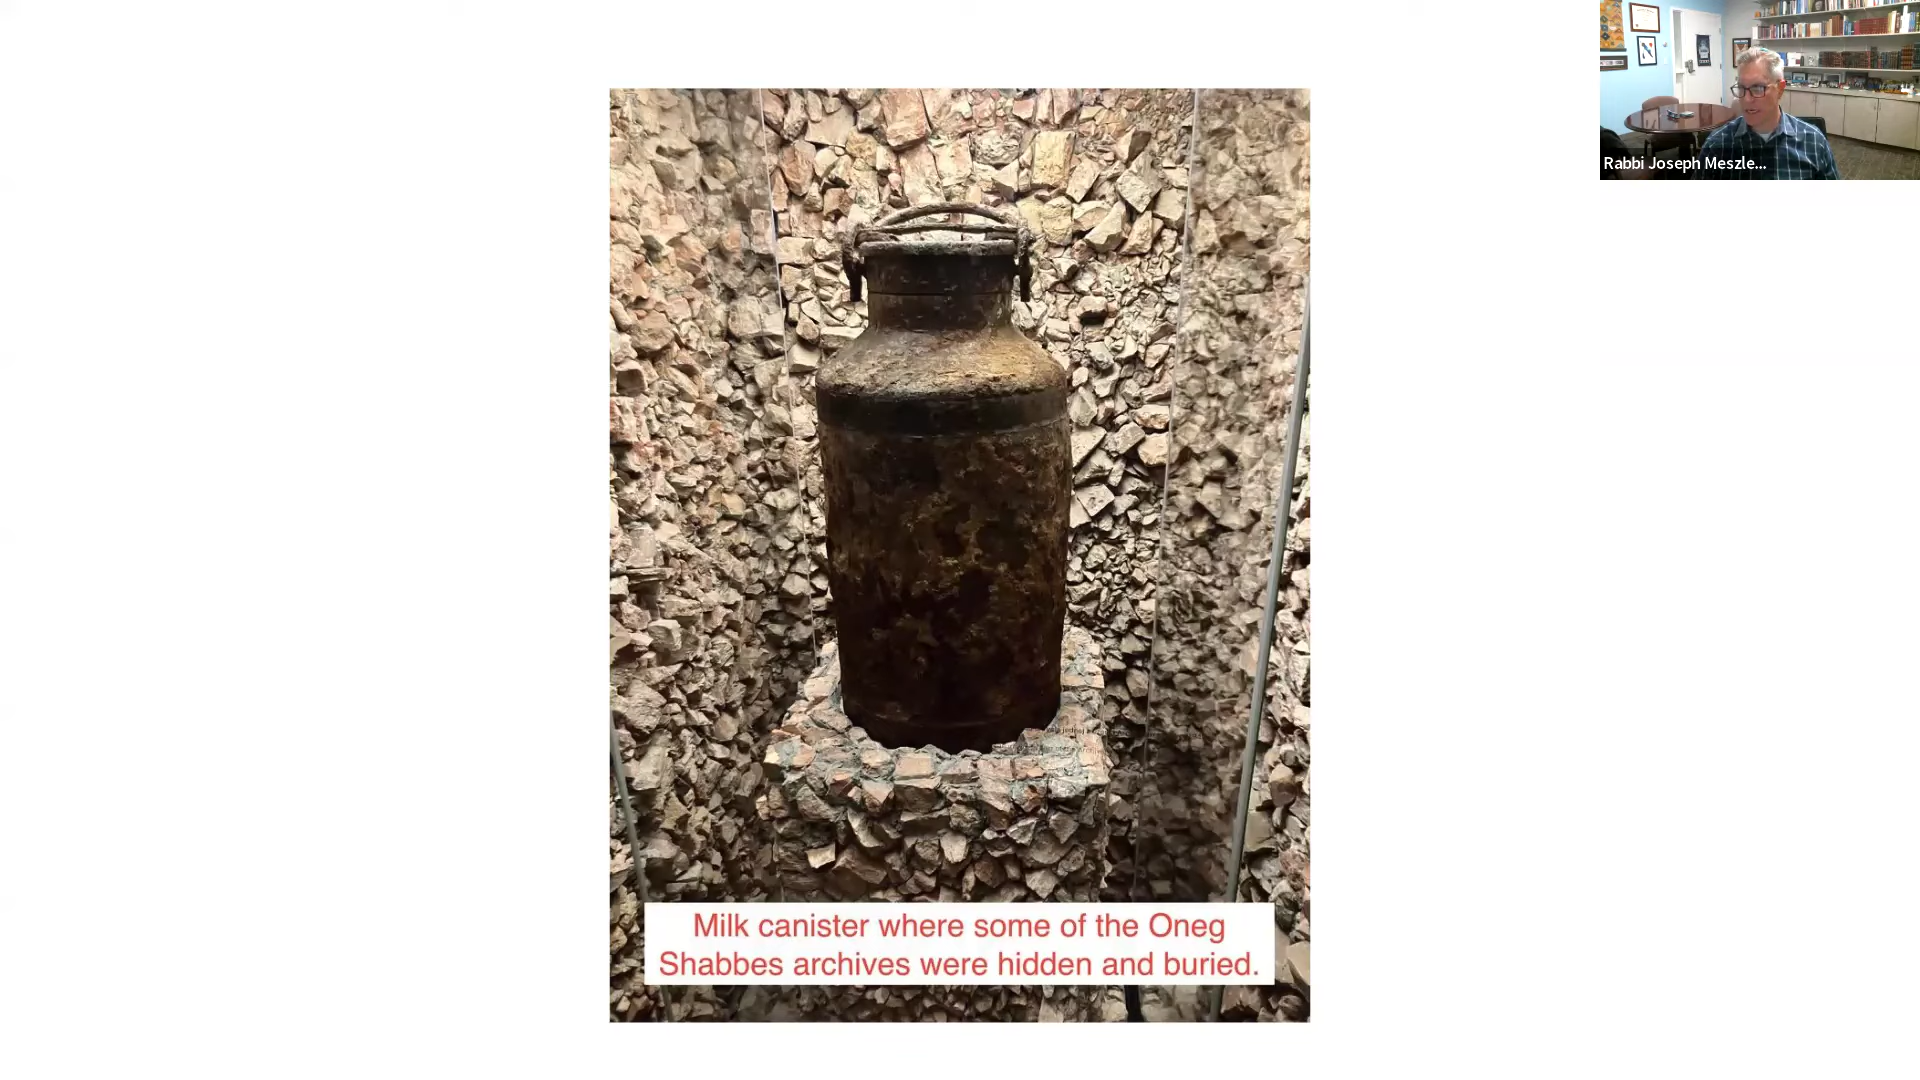 Rabbi Joseph Meszle...
Milk canister where some of the Oneg
Shabbes archives were hidden and buried.